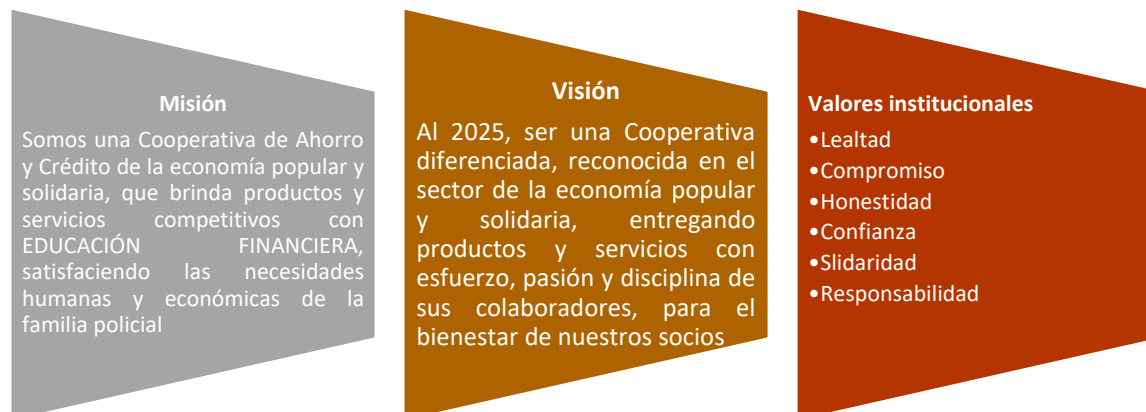 Misión
Somos una Cooperativa de Ahorro
y Crédito de la economía popular y
solidaria, que brinda productos y
servicios competitivos con
EDUCACIÓN FINANCIERA,
satisfaciendo las necesidades
humanas y económicas de la
familia policial
Visión
Al 2025, ser una Cooperativa
diferenciada, reconocida en el
sector de la economía popular
y solidaria, entregando
productos y servicios con
esfuerzo, pasión y disciplina de
sus colaboradores, para el
bienestar de nuestros socios
Valores institucionales
•Lealtad
•Compromiso
•Honestidad
•Confianza
•Slidaridad
•Responsabilidad